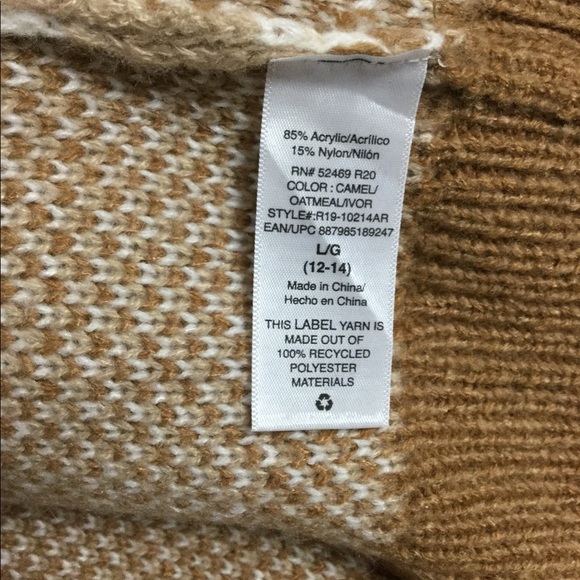 85% Acrylic/Acrílico
15% Nylon/Nilón
RN# 52469 R20
COLOR : CAMEL/
OATMEAL/IVOR
STYLE#:R19-10214AR
EAN/UPC 887985189247
L/G
(12-14)
Made in China/
Hecho en China
THIS LABEL YARN IS
MADE OUT OF
100% RECYCLED
POLYESTER
MATERIALS